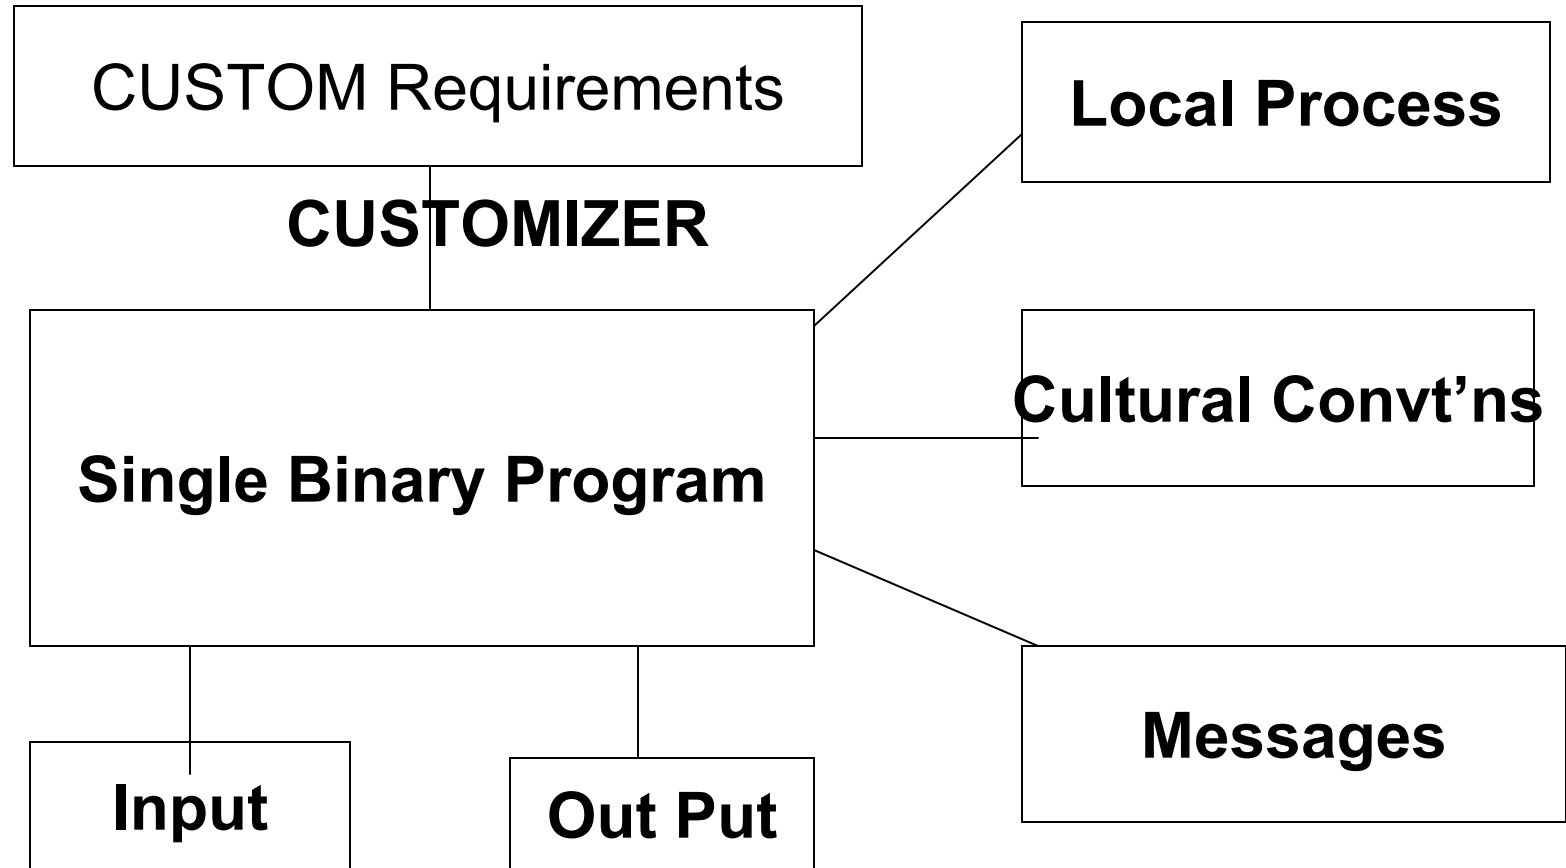 CUSTOM Requirements
Local Process
CUSTOMIZER
Cultural Convt’ns
Single Binary Program
Messages
Input
Out Put